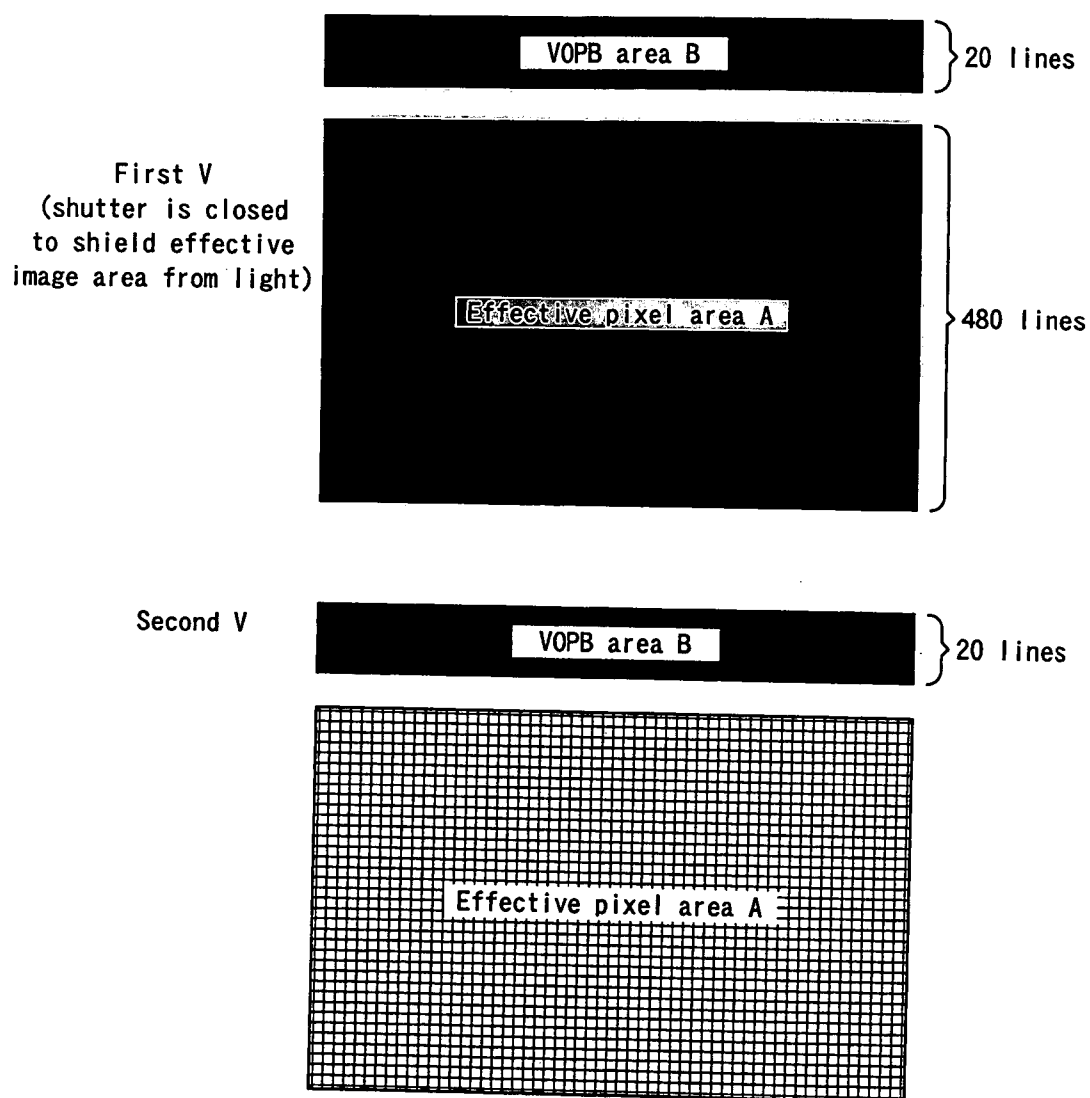 VOPB area B
20 lines
First V
(shutter is closed
to shield effective
image area from light)
Effective pixel area A
480 lines
Second V
VOPB area B
20 lines
Effective pixel area A